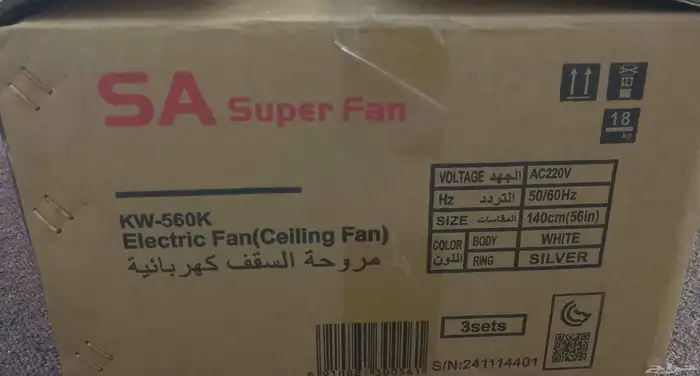 SA Super Fan
18
kg
KW-560K
Electric Fan(Ceiling Fan)
مروحة السقف كهربائية
VOLTAGE الجهد AC220V
Hz التردد 50/60Hz
SIZE المقاسات 140cm(56in)
COLOR اللون BODY WHITE
RING SILVER
3sets
S/N:241114401